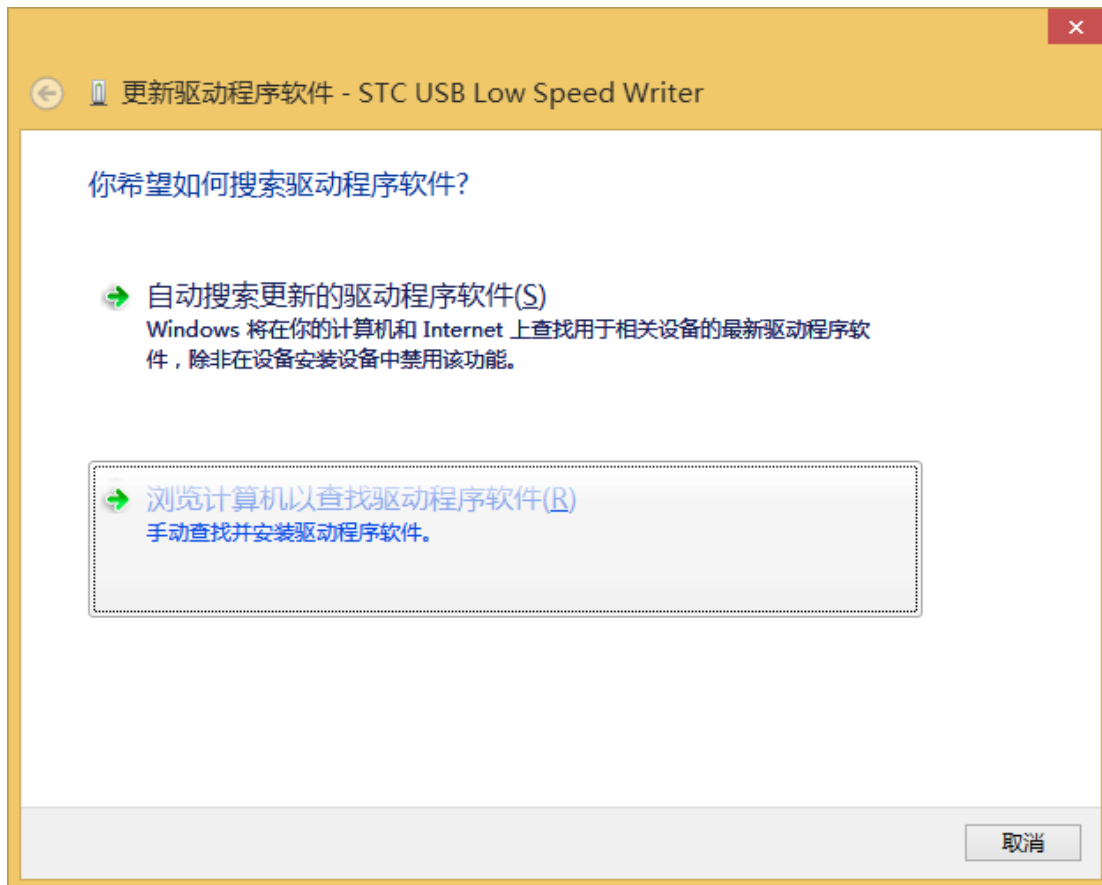 更新驱动程序软件 - STC USB Low Speed Writer
你希望如何搜索驱动程序软件?
自动搜索更新的驱动程序软件(S)
Windows 将在你的计算机和 Internet 上查找用于相关设备的最新驱动程序软
件，除非在设备安装设备中禁用该功能。
浏览计算机以查找驱动程序软件(R)
手动查找并安装驱动程序软件。
取消